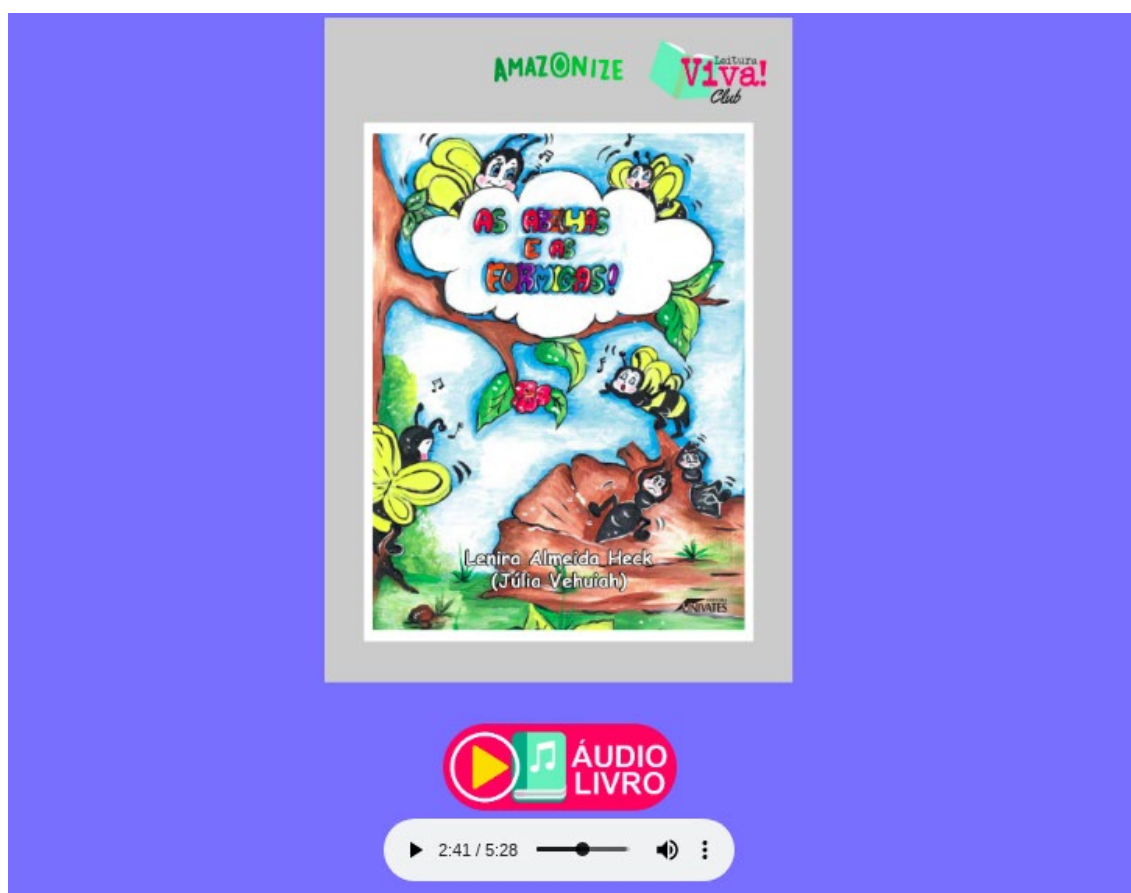 AMAZONIZE
Leitura
V1Va!
Club
AS ABELHAS
E AS
FORMIGAS!
Lenira Almeida Heck
(Júlia Vehuiah)
UNIVATES
ÁUDIO
LIVRO
2:41 / 5:28